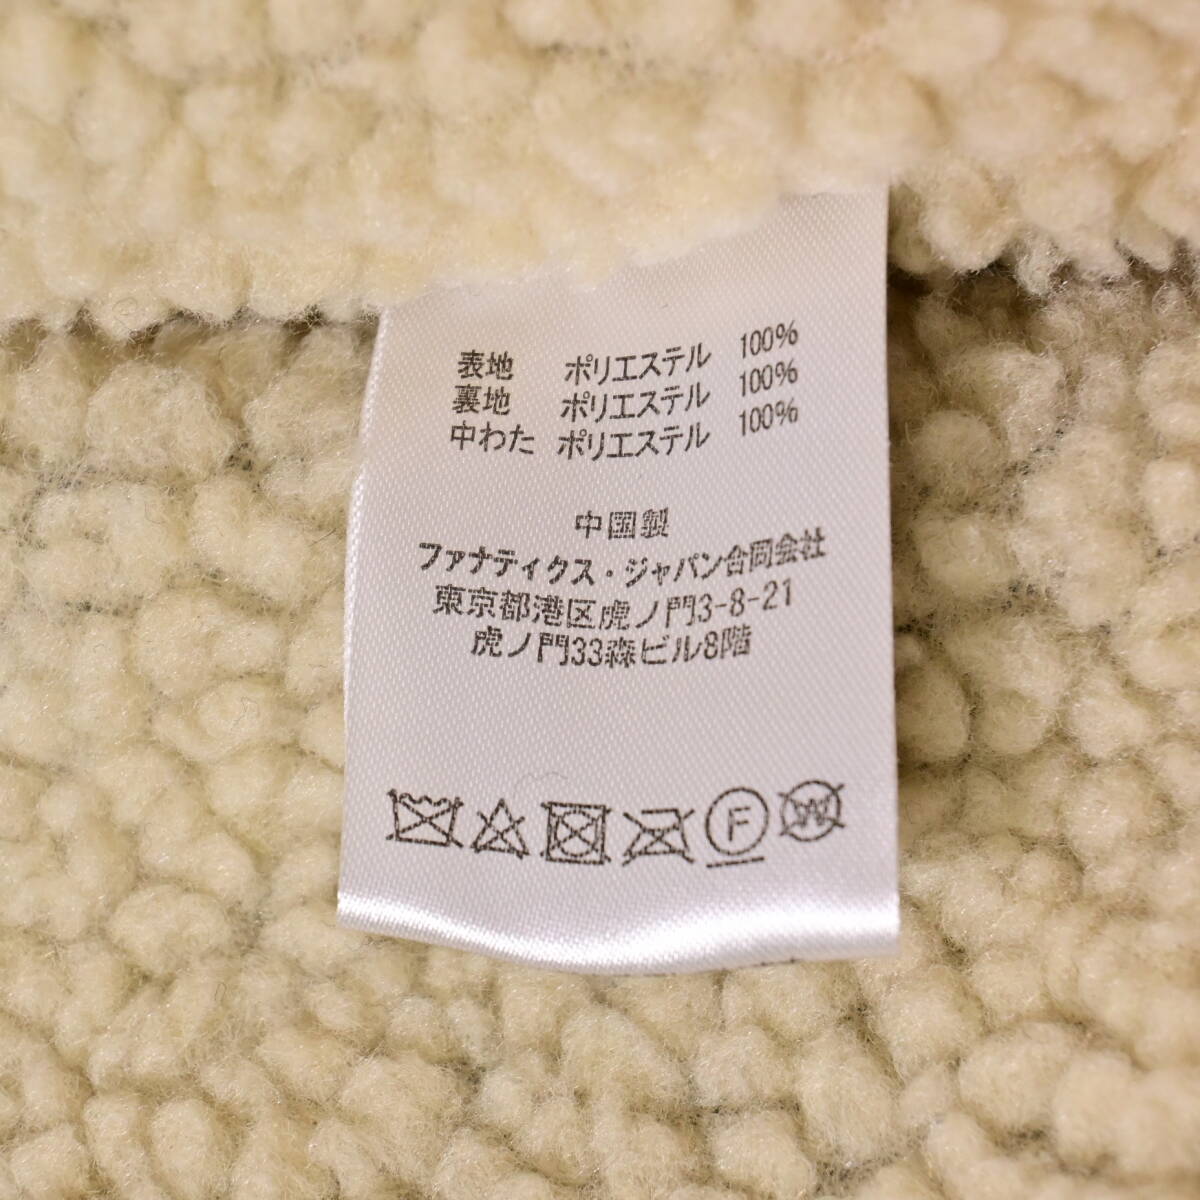 表地 ポリエステル 100%
裏地 ポリエステル 100%
中わた ポリエステル 100%
中国製
ファナティクス・ジャパン合同会社
東京都港区虎ノ門3-8-21
虎ノ門33森ビル8階
F W